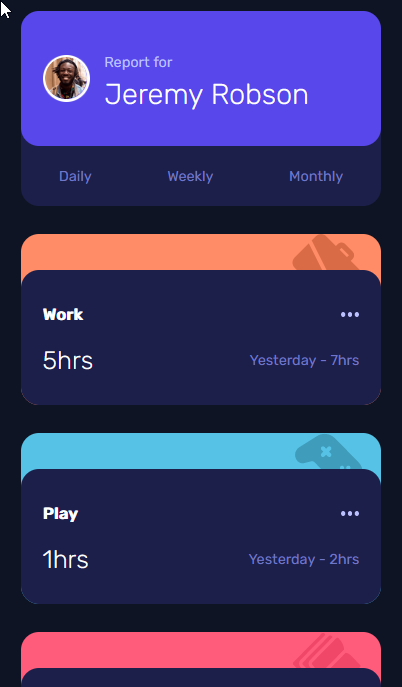 Report for
Jeremy Robson
Daily Weekly Monthly
Work
5hrs Yesterday - 7hrs
Play
1hrs Yesterday - 2hrs